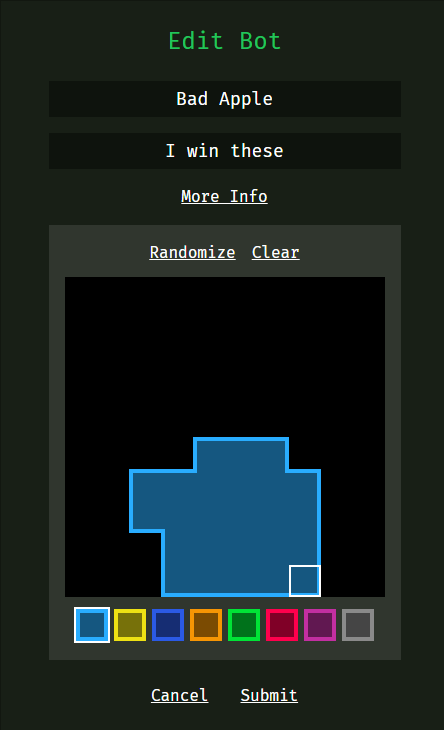 Edit Bot
Bad Apple
I win these
More Info
Randomize Clear
Cancel Submit